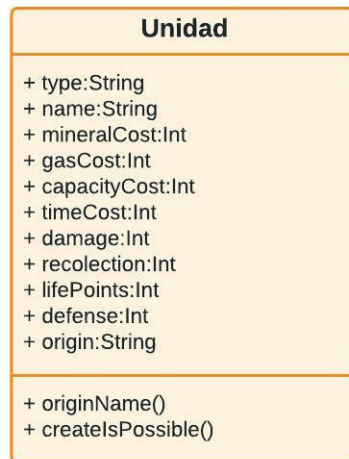 Unidad
+ type:String
+ name:String
+ mineralCost:Int
+ gasCost:Int
+ capacityCost:Int
+ timeCost:Int
+ damage:Int
+ recolection:Int
+ lifePoints:Int
+ defense:Int
+ origin:String
+ originName()
+ createIsPossible()